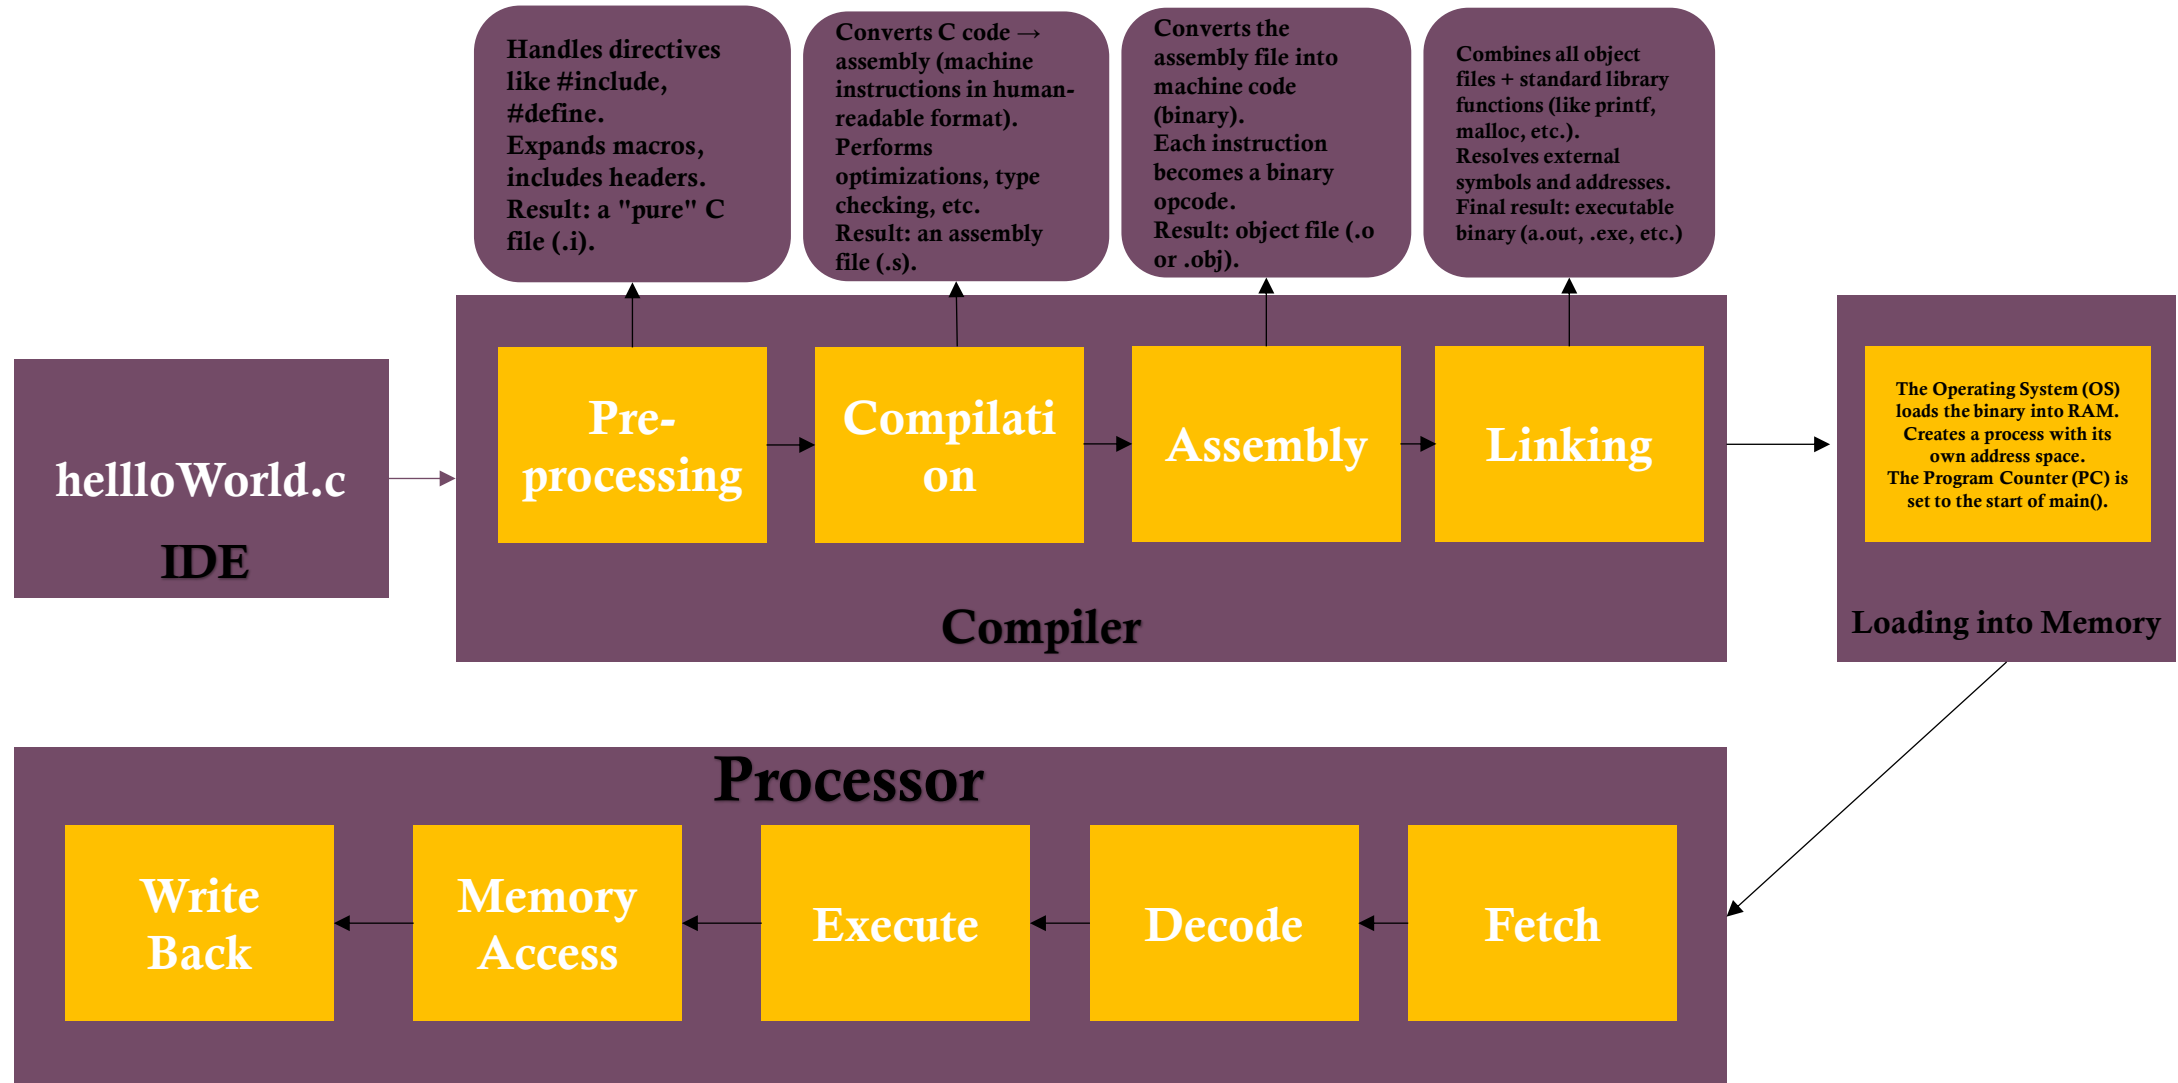 Handles directives
like #include,
#define.
Expands macros,
includes headers.
Result: a "pure" C
file (.i).
Converts C code →
assembly (machine
instructions in human-
readable format).
Performs
optimizations, type
checking, etc.
Result: an assembly
file (.s).
Converts the
assembly file into
machine code
(binary).
Each instruction
becomes a binary
opcode.
Result: object file (.o
or .obj).
Combines all object
files + standard library
functions (like printf,
malloc, etc.).
Resolves external
symbols and addresses.
Final result: executable
binary (a.out, .exe, etc.)
hellloWorld.c
IDE
Pre-
processing
Compilati
on
Assembly
Linking
Compiler
The Operating System (OS)
loads the binary into RAM.
Creates a process with its
own address space.
The Program Counter (PC) is
set to the start of main().
Loading into Memory
Processor
Write
Back
Memory
Access
Execute
Decode
Fetch